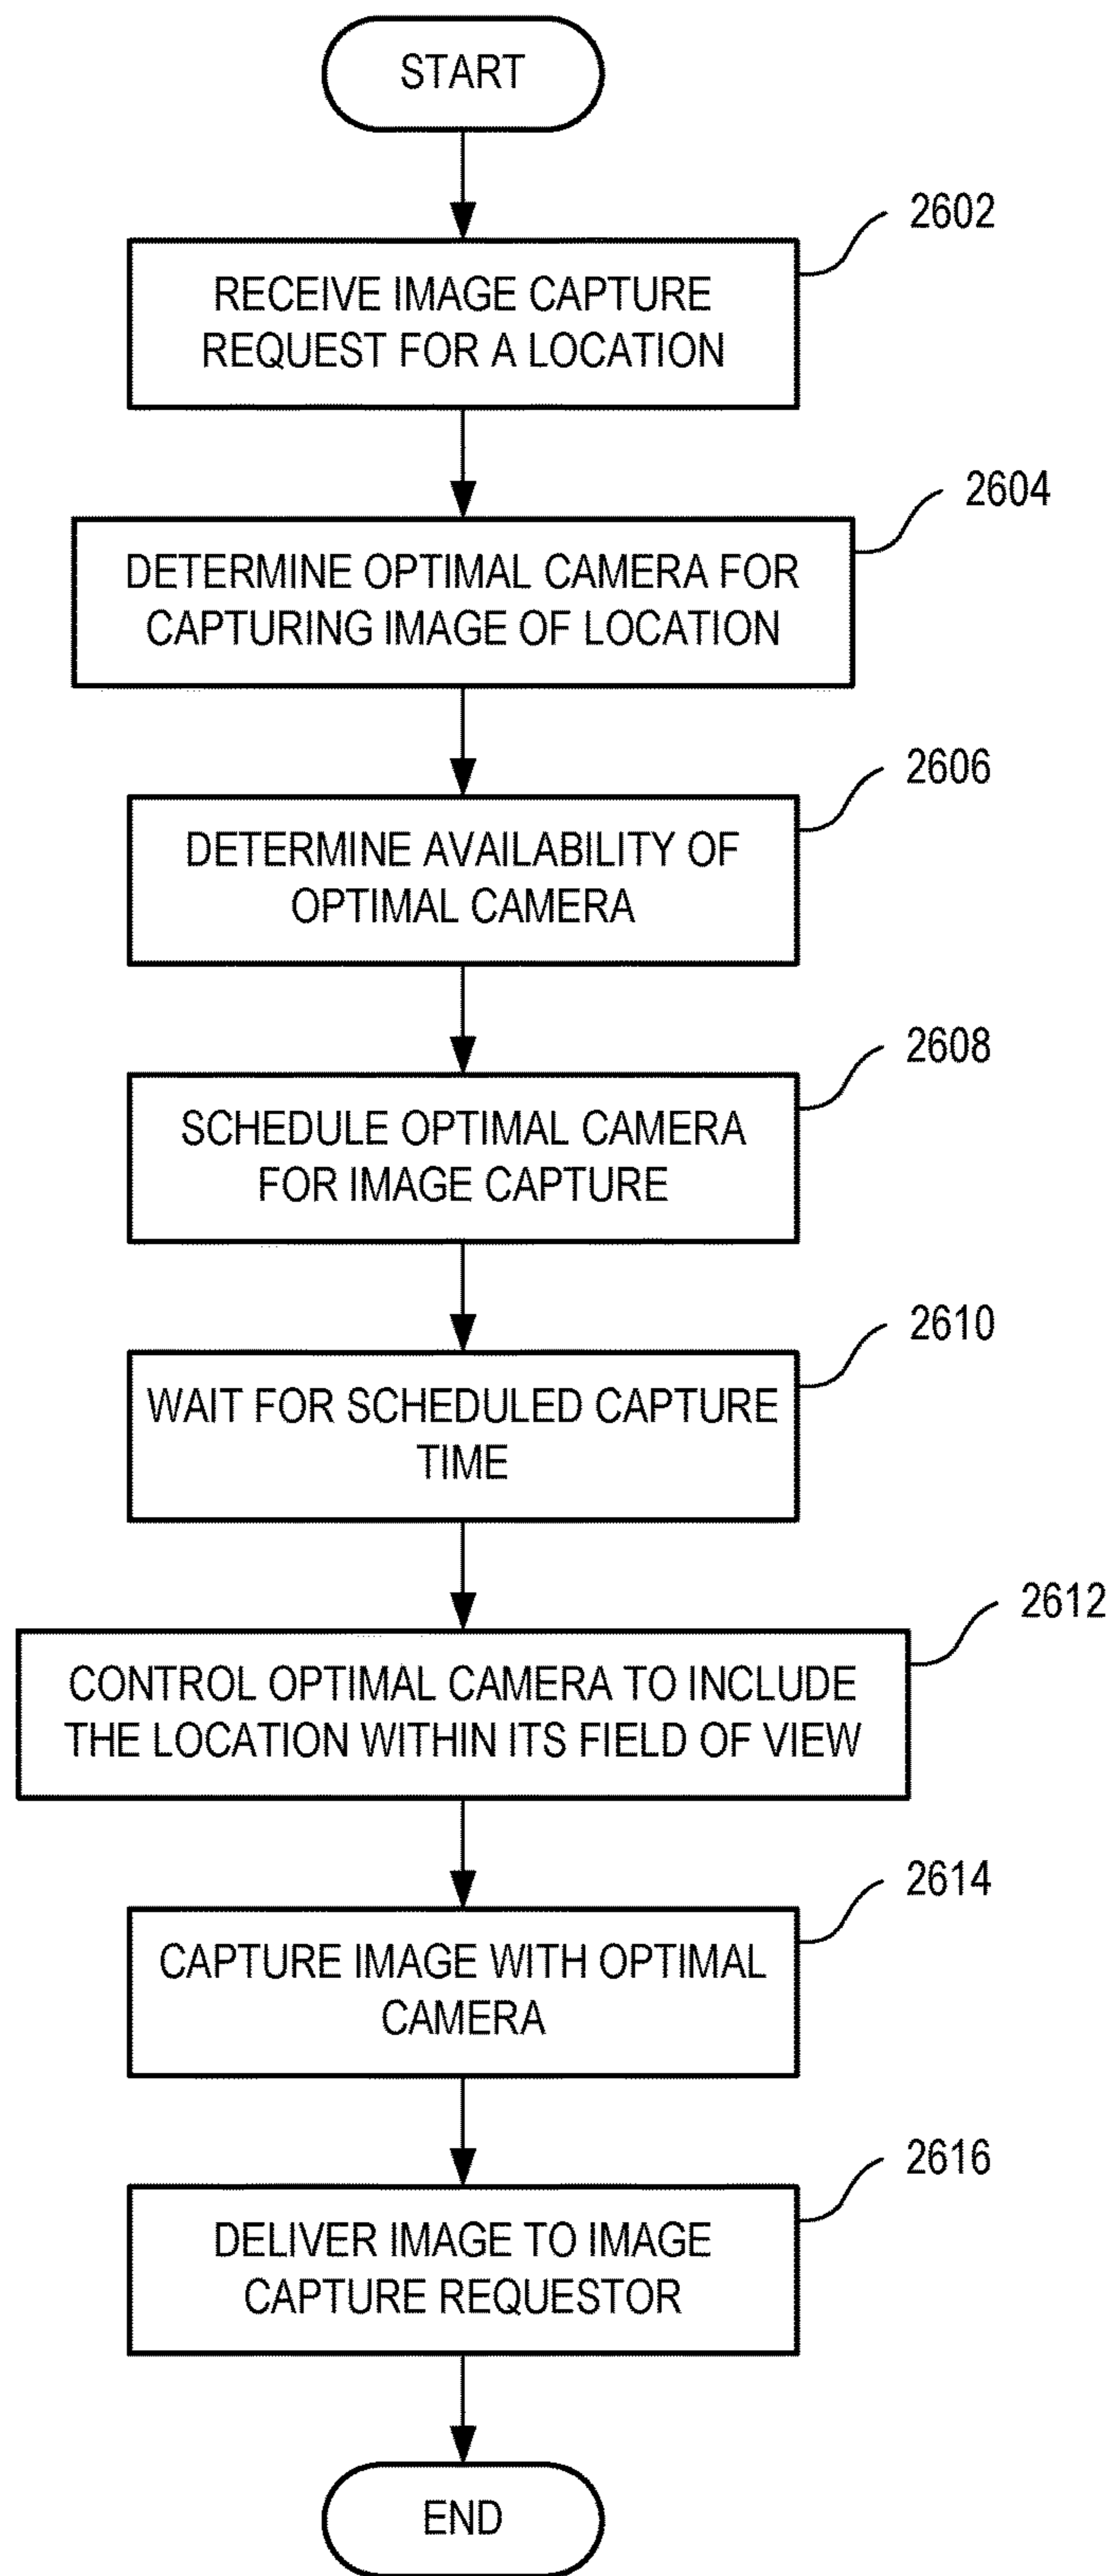 START
2602
RECEIVE IMAGE CAPTURE
REQUEST FOR A LOCATION
2604
DETERMINE OPTIMAL CAMERA FOR
CAPTURING IMAGE OF LOCATION
2606
DETERMINE AVAILABILITY OF
OPTIMAL CAMERA
2608
SCHEDULE OPTIMAL CAMERA
FOR IMAGE CAPTURE
2610
WAIT FOR SCHEDULED CAPTURE
TIME
2612
CONTROL OPTIMAL CAMERA TO INCLUDE
THE LOCATION WITHIN ITS FIELD OF VIEW
2614
CAPTURE IMAGE WITH OPTIMAL
CAMERA
2616
DELIVER IMAGE TO IMAGE
CAPTURE REQUESTOR
END